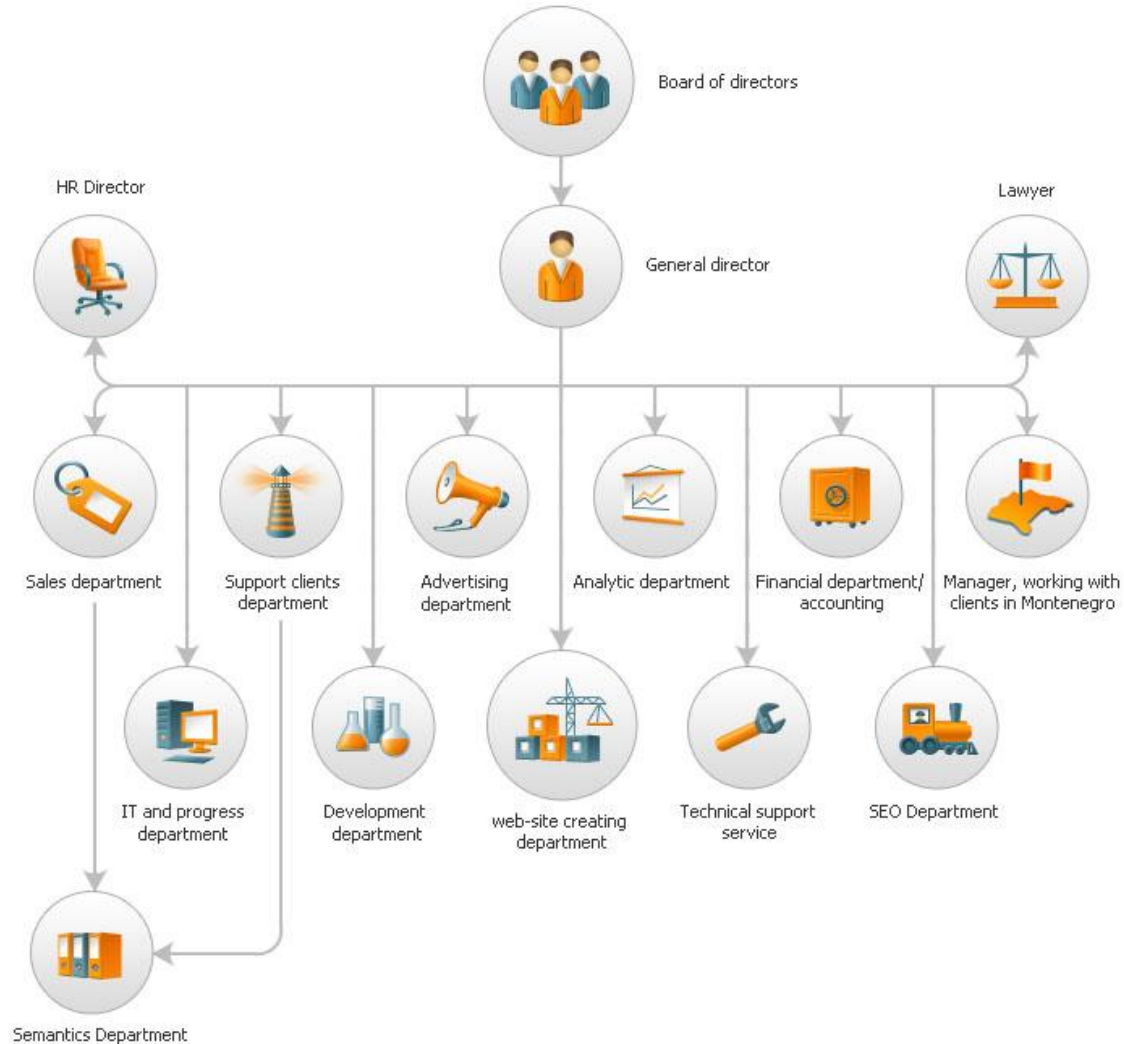 Board of directors
HR Director
Lawyer
General director
Sales department
Support clients
department
Advertising
department
Analytic department
Financial department/
accounting
Manager, working with
clients in Montenegro
IT and progress
department
Development
department
web-site creating
department
Technical support
service
SEO Department
Semantics Department